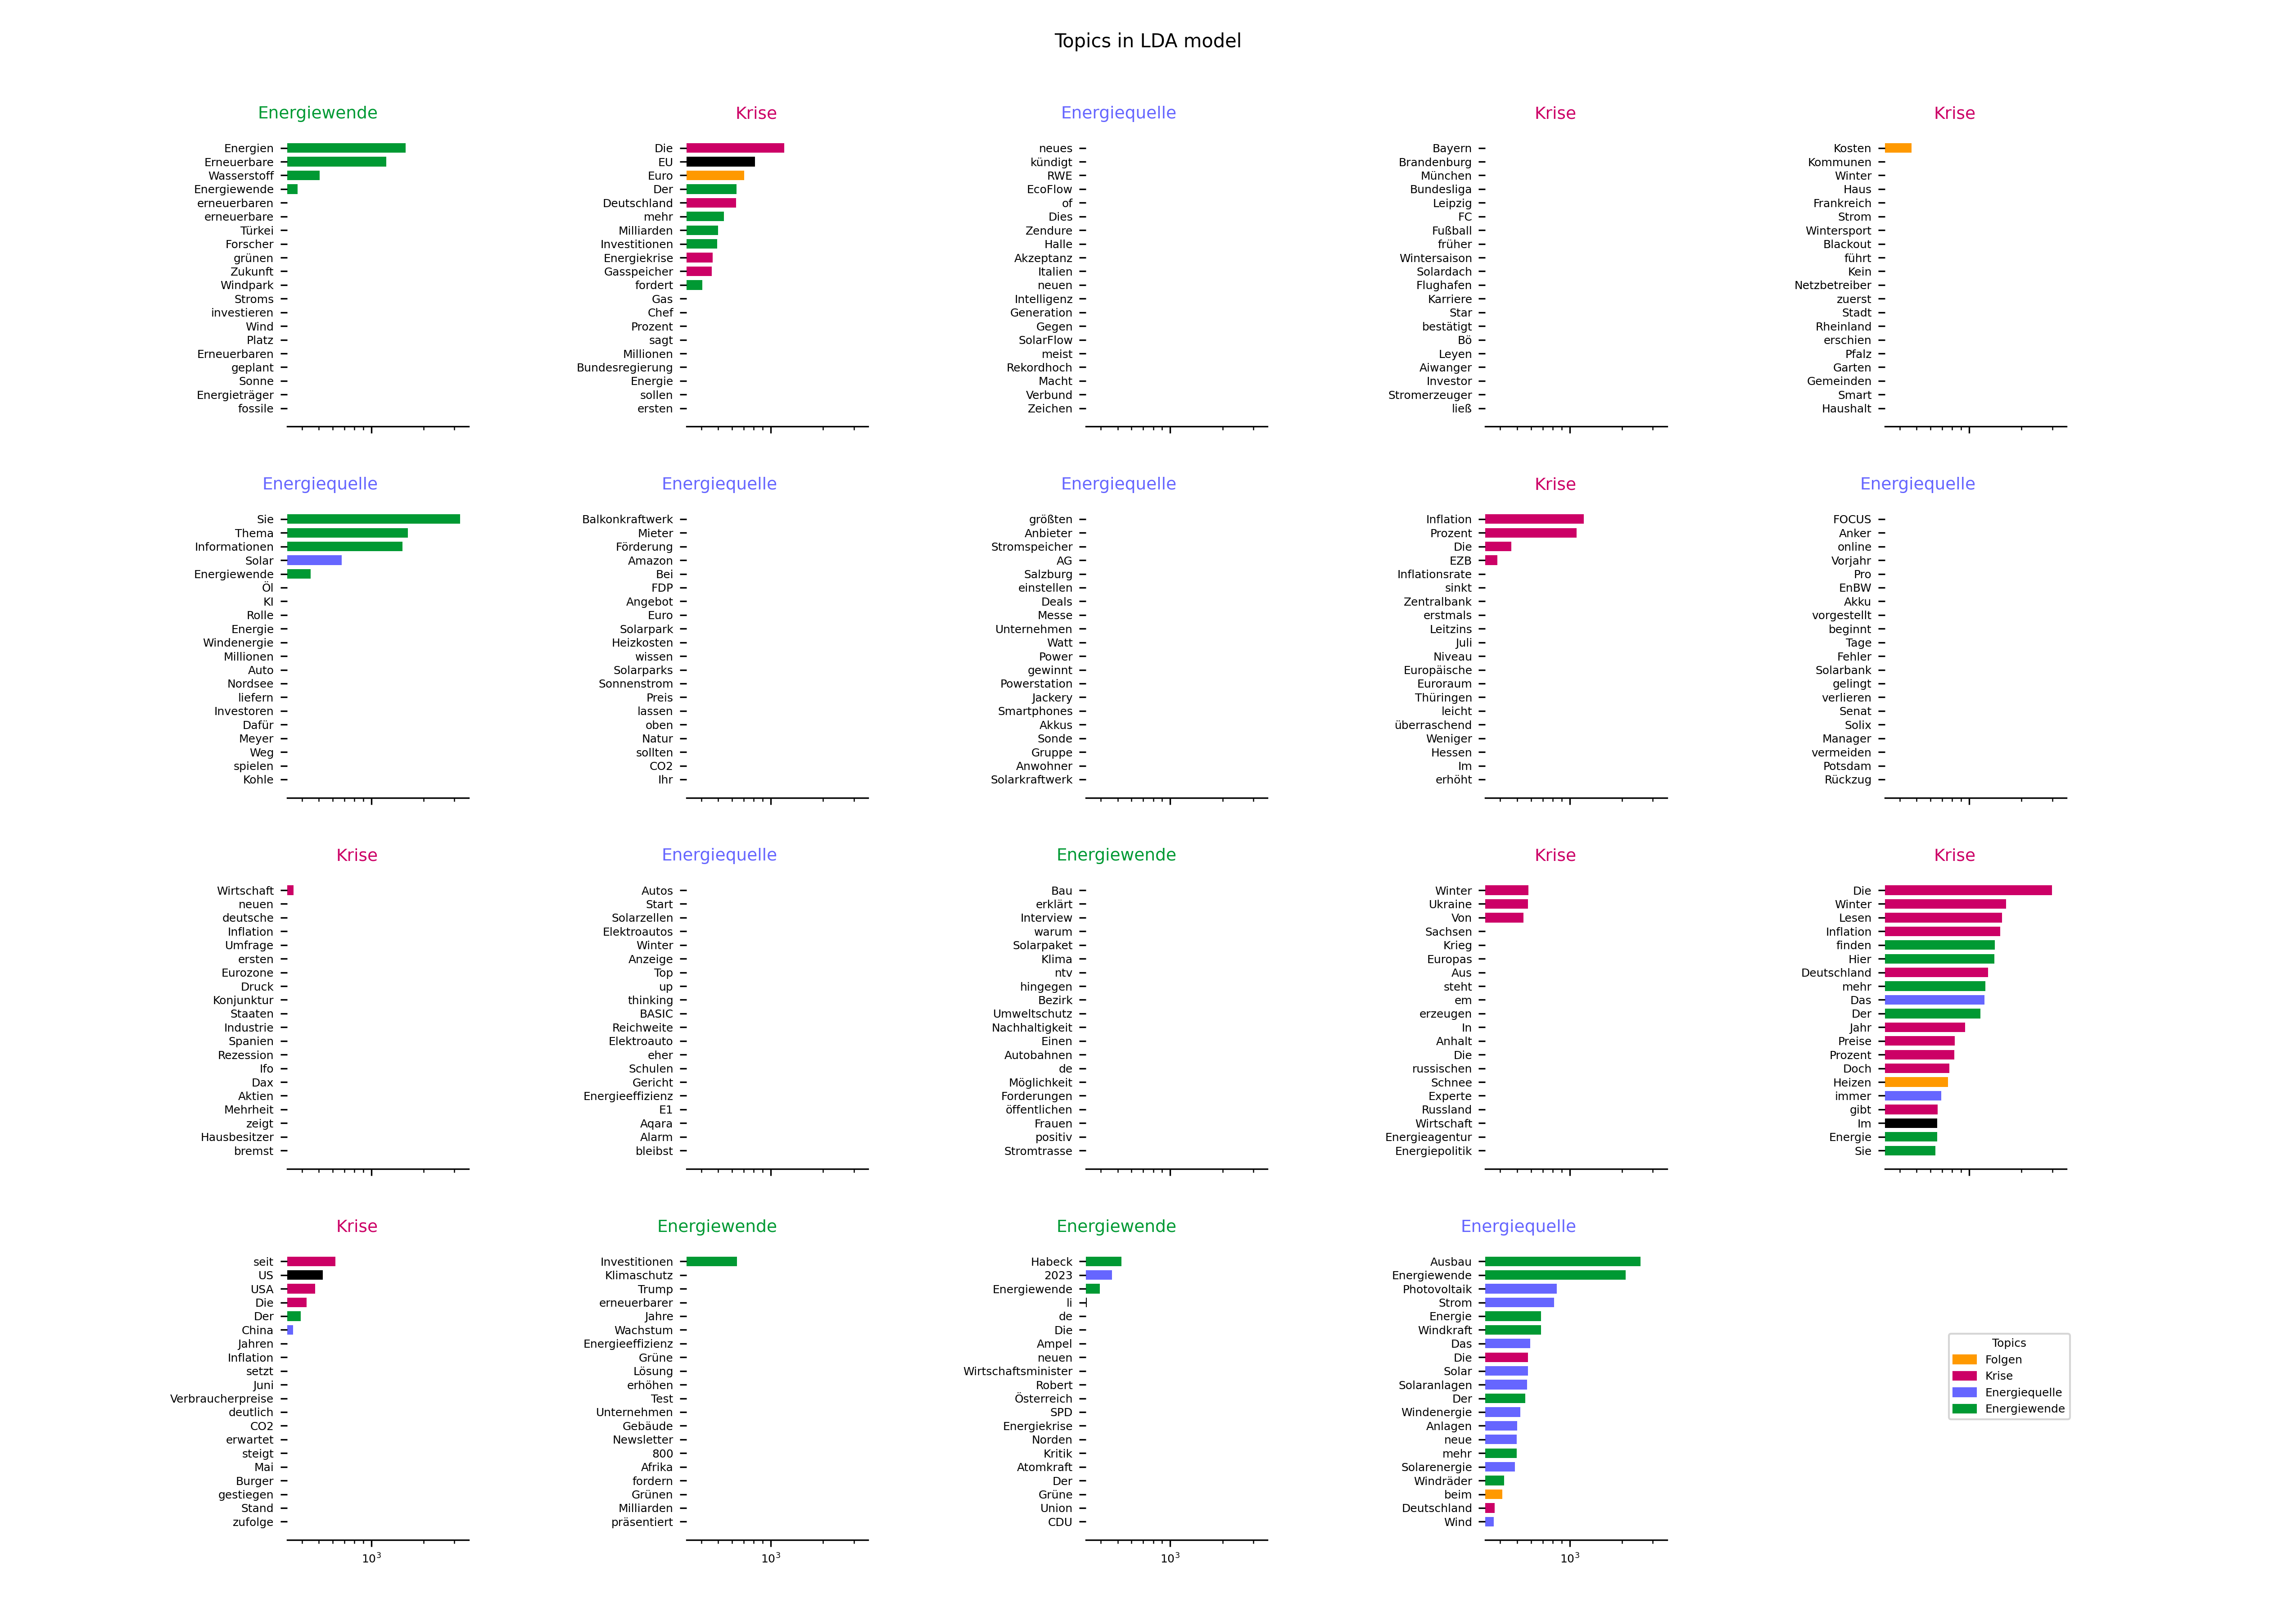 Topics in LDA model
Energiewende
Energien
Erneuerbare
Wasserstoff
Energiewende
erneuerbaren
erneuerbare
Türkei
Forscher
grünen
Zukunft
Windpark
Stroms
investieren
Wind
Platz
Erneuerbaren
geplant
Sonne
Energieträger
fossile
Krise
Die
EU
Euro
Der
Deutschland
mehr
Milliarden
Investitionen
Energiekrise
Gasspeicher
fordert
Gas
Chef
Prozent
sagt
Millionen
Bundesregierung
Energie
sollen
ersten
Energiequelle
neues
kündigt
RWE
EcoFlow
of
Dies
Zendure
Halle
Akzeptanz
Italien
neuen
Intelligenz
Generation
Gegen
SolarFlow
meist
Rekordhoch
Macht
Verbund
Zeichen
Krise
Bayern
Brandenburg
München
Bundesliga
Leipzig
FC
Fußball
früher
Wintersaison
Solardach
Flughafen
Karriere
Star
bestätigt
Bö
Leyen
Aiwanger
Investor
Stromerzeuger
ließ
Krise
Kosten
Kommunen
Winter
Haus
Frankreich
Strom
Wintersport
Blackout
führt
Kein
Netzbetreiber
zuerst
Stadt
Rheinland
erschien
Pfalz
Garten
Gemeinden
Smart
Haushalt
Energiequelle
Sie
Thema
Informationen
Solar
Energiewende
Öl
KI
Rolle
Energie
Windenergie
Millionen
Auto
Nordsee
liefern
Investoren
Dafür
Meyer
Weg
spielen
Kohle
Energiequelle
Balkonkraftwerk
Mieter
Förderung
Amazon
Bei
FDP
Angebot
Euro
Solarpark
Heizkosten
wissen
Solarparks
Sonnenstrom
Preis
lassen
oben
Natur
sollten
CO2
Ihr
Energiequelle
größten
Anbieter
Stromspeicher
AG
Salzburg
einstellen
Deals
Messe
Unternehmen
Watt
Power
gewinnt
Powerstation
Jackery
Smartphones
Akkus
Sonde
Gruppe
Anwohner
Solarkraftwerk
Krise
Inflation
Prozent
Die
EZB
Inflationsrate
sinkt
Zentralbank
erstmals
Leitzins
Juli
Niveau
Europäische
Euroraum
Thüringen
leicht
überraschend
Weniger
Hessen
Im
erhöht
Energiequelle
FOCUS
Anker
online
Vorjahr
Pro
EnBW
Akku
vorgestellt
beginnt
Tage
Fehler
Solarbank
gelingt
verlieren
Senat
Solix
Manager
vermeiden
Potsdam
Rückzug
Krise
Wirtschaft
neuen
deutsche
Inflation
Umfrage
ersten
Eurozone
Druck
Konjunktur
Staaten
Industrie
Spanien
Rezession
Ifo
Dax
Aktien
Mehrheit
zeigt
Hausbesitzer
bremst
Energiequelle
Autos
Start
Solarzellen
Elektroautos
Winter
Anzeige
Top
up
thinking
BASIC
Reichweite
Elektroauto
eher
Schulen
Gericht
Energieeffizienz
E1
Aqara
Alarm
bleibst
Energiewende
Bau
erklärt
Interview
warum
Solarpaket
Klima
ntv
hingegen
Bezirk
Umweltschutz
Nachhaltigkeit
Einen
Autobahnen
de
Möglichkeit
Forderungen
öffentlichen
Frauen
positiv
Stromtrasse
Krise
Winter
Ukraine
Von
Sachsen
Krieg
Europas
Aus
steht
em
erzeugen
In
Anhalt
Die
russischen
Schnee
Experte
Russland
Wirtschaft
Energieagentur
Energiepolitik
Krise
Die
Winter
Lesen
Inflation
finden
Hier
Deutschland
mehr
Das
Der
Jahr
Preise
Prozent
Doch
Heizen
immer
gibt
Im
Energie
Sie
Krise
seit
US
USA
Die
Der
China
Jahren
Inflation
setzt
Juni
Verbraucherpreise
deutlich
CO2
erwartet
steigt
Mai
Burger
gestiegen
Stand
zufolge
10³
Energiewende
Investitionen
Klimaschutz
Trump
erneuerbarer
Jahre
Wachstum
Energieeffizienz
Grüne
Lösung
erhöhen
Test
Unternehmen
Gebäude
Newsletter
800
Afrika
fordern
Grünen
Milliarden
präsentiert
10³
Energiewende
Habeck
2023
Energiewende
li
de
Die
Ampel
neuen
Wirtschaftsminister
Robert
Österreich
SPD
Energiekrise
Norden
Kritik
Atomkraft
Der
Grüne
Union
CDU
10³
Energiequelle
Ausbau
Energiewende
Photovoltaik
Strom
Energie
Windkraft
Das
Die
Solar
Solaranlagen
Der
Windenergie
Anlagen
neue
mehr
Solarenergie
Windräder
beim
Deutschland
Wind
10³
Topics
Folgen
Krise
Energiequelle
Energiewende